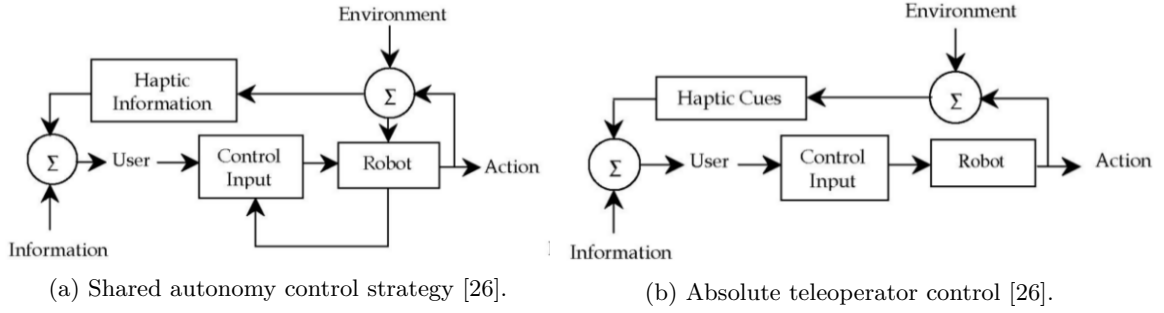 Environment
Haptic
Information
Σ
Σ
User
Control
Input
Robot
Action
Information
(a) Shared autonomy control strategy [26].
Environment
Haptic Cues
Σ
Σ
User
Control
Input
Robot
Action
Information
(b) Absolute teleoperator control [26].